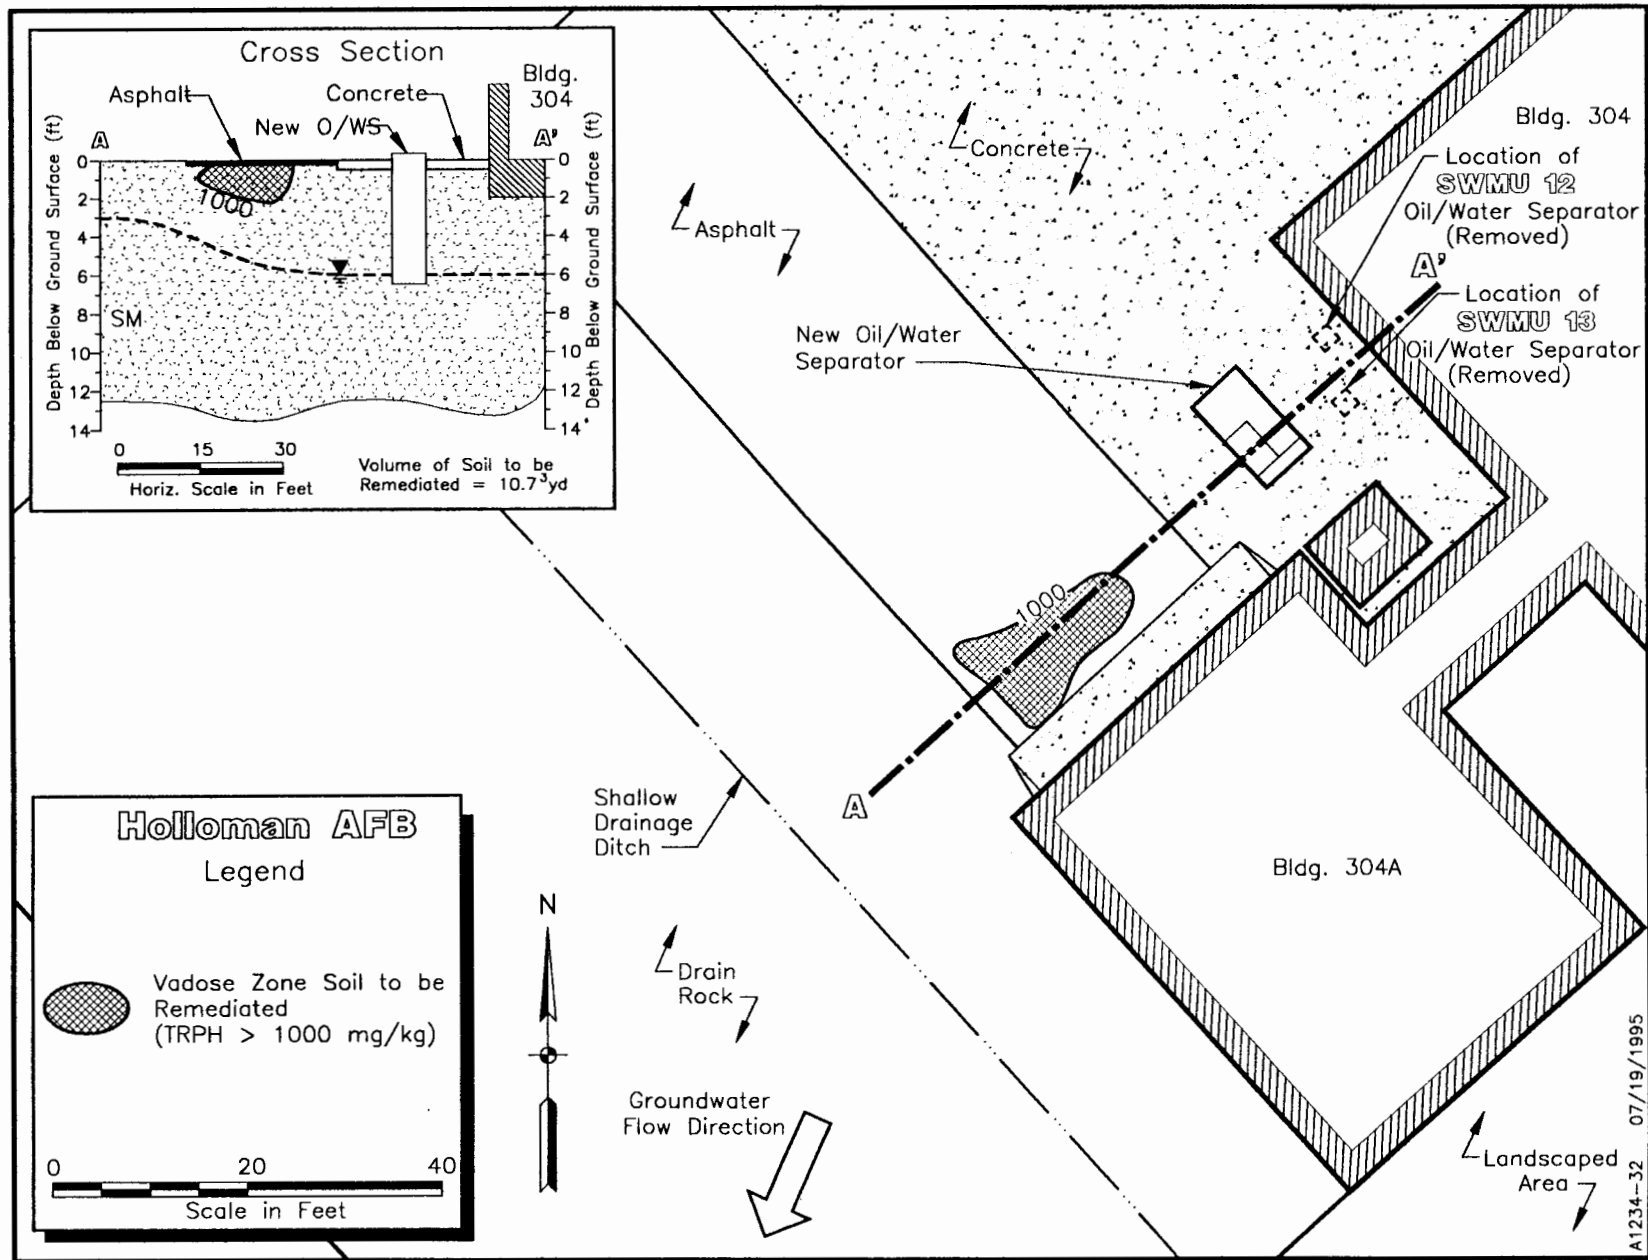 Cross Section
Asphalt
Concrete
Bldg.
304
New O/WS
A
A'
Depth Below Ground Surface (ft)
0
2
4
6
8
10
12
14
1000
SM
0
2
4
6
8
10
12
14
Depth Below Ground Surface (ft)
0 15 30
Horiz. Scale in Feet
Volume of Soil to be
Remediated = 10.7³yd
Concrete
Asphalt
Bldg. 304
Location of
SWMU 12
Oil/Water Separator
(Removed)
A'
Location of
SWMU 13
Oil/Water Separator
(Removed)
New Oil/Water
Separator
1000
A
Shallow
Drainage
Ditch
Bldg. 304A
Holloman AFB
Legend
Vadose Zone Soil to be
Remediated
(TRPH > 1000 mg/kg)
0 20 40
Scale in Feet
N
Drain
Rock
Groundwater
Flow Direction
Landscaped
Area
A1234-32 07/19/1995